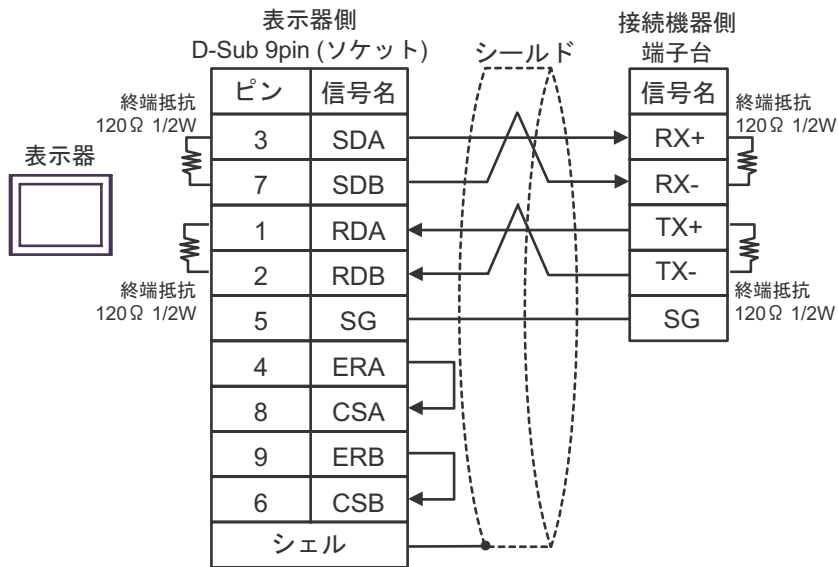 表示器側
D-Sub 9pin (ソケット)
シールド
接続機器側
端子台
ピン 信号名
信号名
終端抵抗
120Ω 1/2W
終端抵抗
120Ω 1/2W
表示器
3 SDA
RX+
7 SDB
RX-
1 RDA
TX+
2 RDB
TX-
終端抵抗
120Ω 1/2W
終端抵抗
120Ω 1/2W
5 SG
SG
4 ERA
8 CSA
9 ERB
6 CSB
シェル